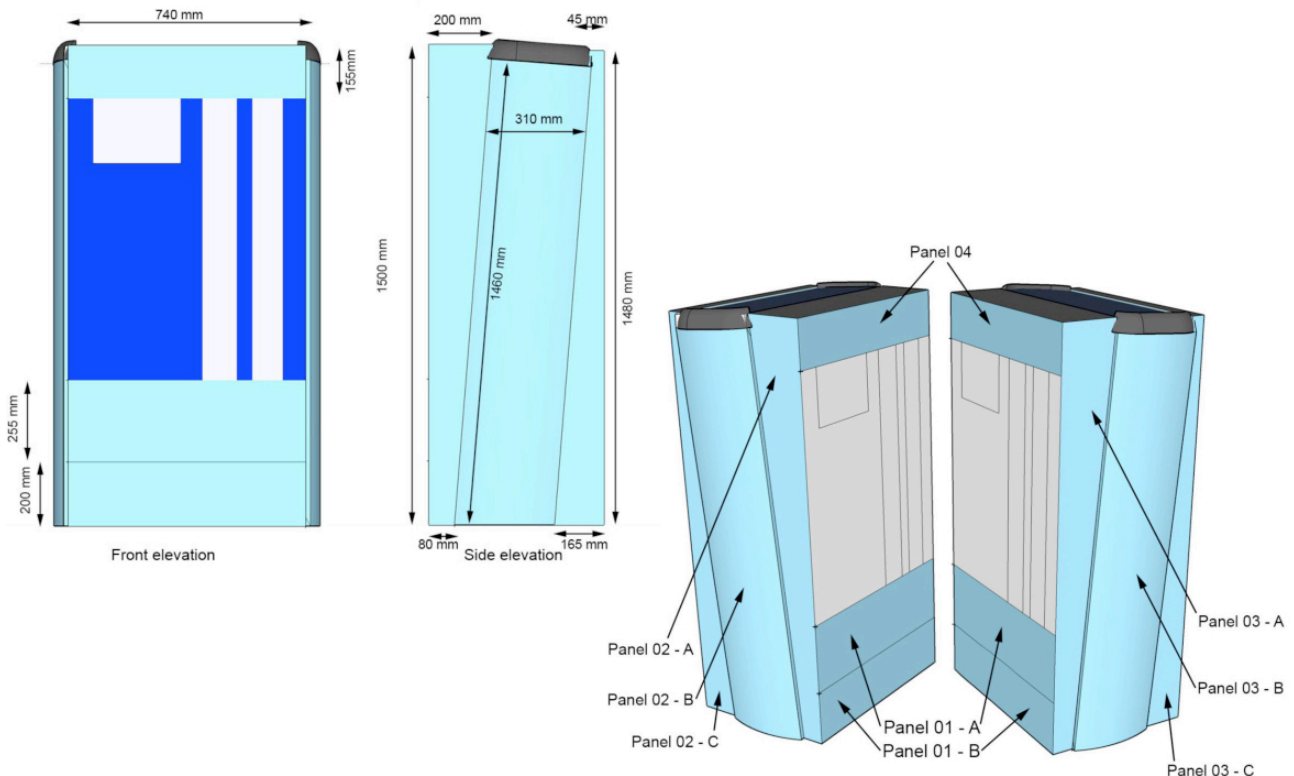 740 mm
155mm
255 mm
200 mm
Front elevation
200 mm
45 mm
310 mm
1500 mm
1460 mm
1480 mm
80 mm
165 mm
Side elevation
Panel 04
Panel 02 - A
Panel 02 - B
Panel 02 - C
Panel 01 - A
Panel 01 - B
Panel 03 - A
Panel 03 - B
Panel 03 - C